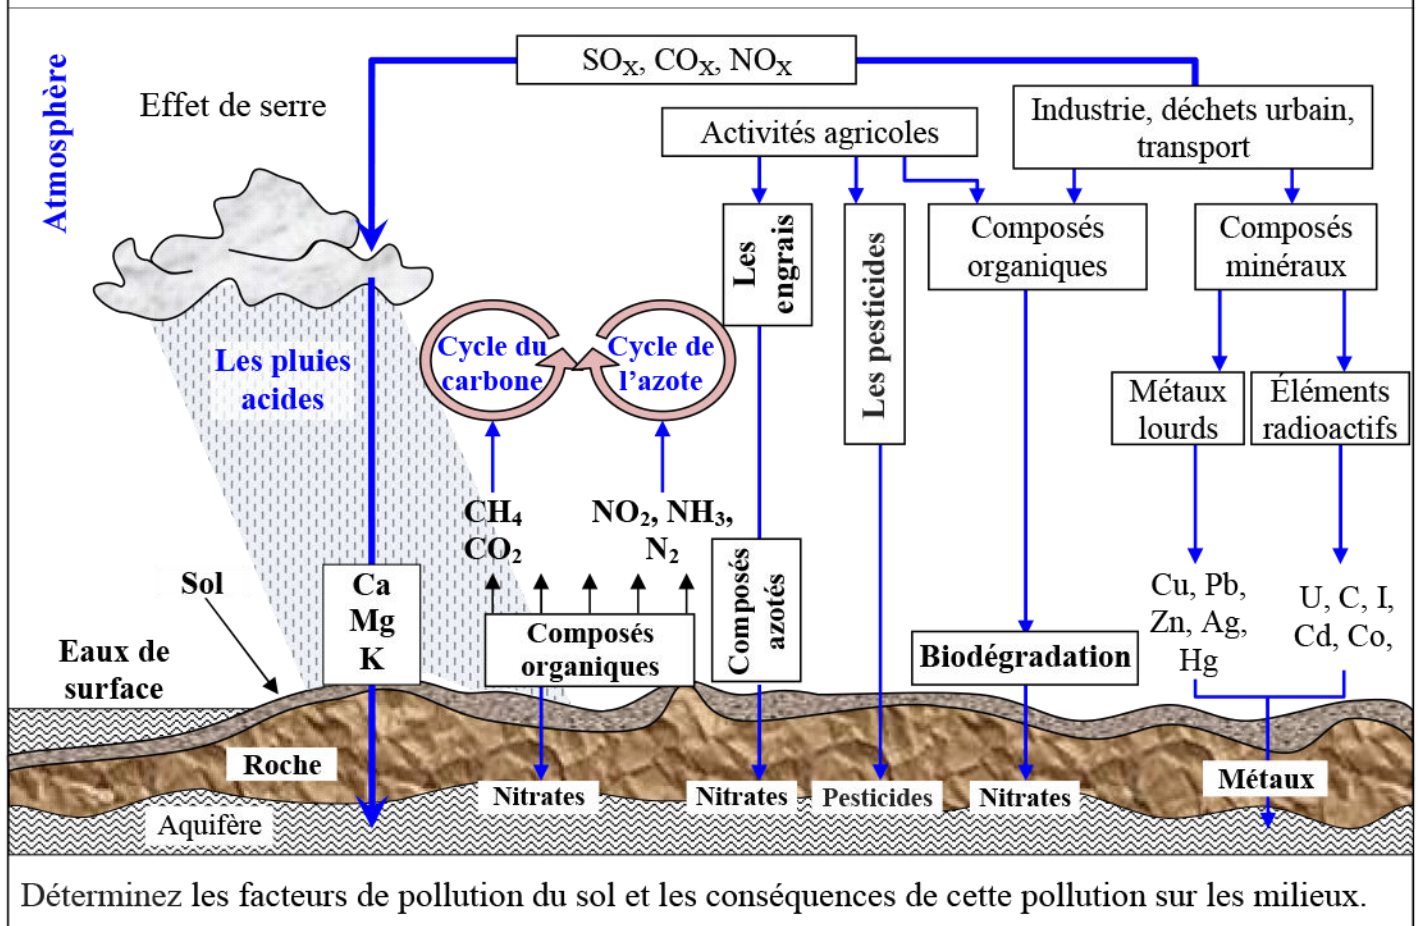 Atmosphère
SOX, COX, NOX
Effet de serre
Activités agricoles
Industrie, déchets urbain,
transport
Les
engrais
Les pesticides
Composés
organiques
Composés
minéraux
Les pluies
acides
Cycle du
carbone
Cycle de
l’azote
Métaux
lourds
Éléments
radioactifs
CH4
CO2
NO2, NH3,
N2
Composés
azotés
Sol
Ca
Mg
K
Cu, Pb,
Zn, Ag,
Hg
U, C, I,
Cd, Co,
Eaux de
surface
Composés
organiques
Biodégradation
Roche
Nitrates
Nitrates
Pesticides
Nitrates
Métaux
Aquifère
Déterminez les facteurs de pollution du sol et les conséquences de cette pollution sur les milieux.